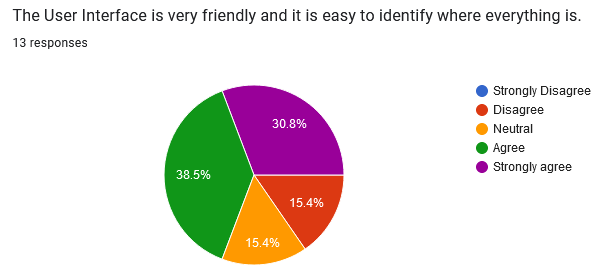 The User Interface is very friendly and it is easy to identify where everything is.
13 responses
30.8%
38.5%
15.4%
15.4%
Strongly Disagree
Disagree
Neutral
Agree
Strongly agree